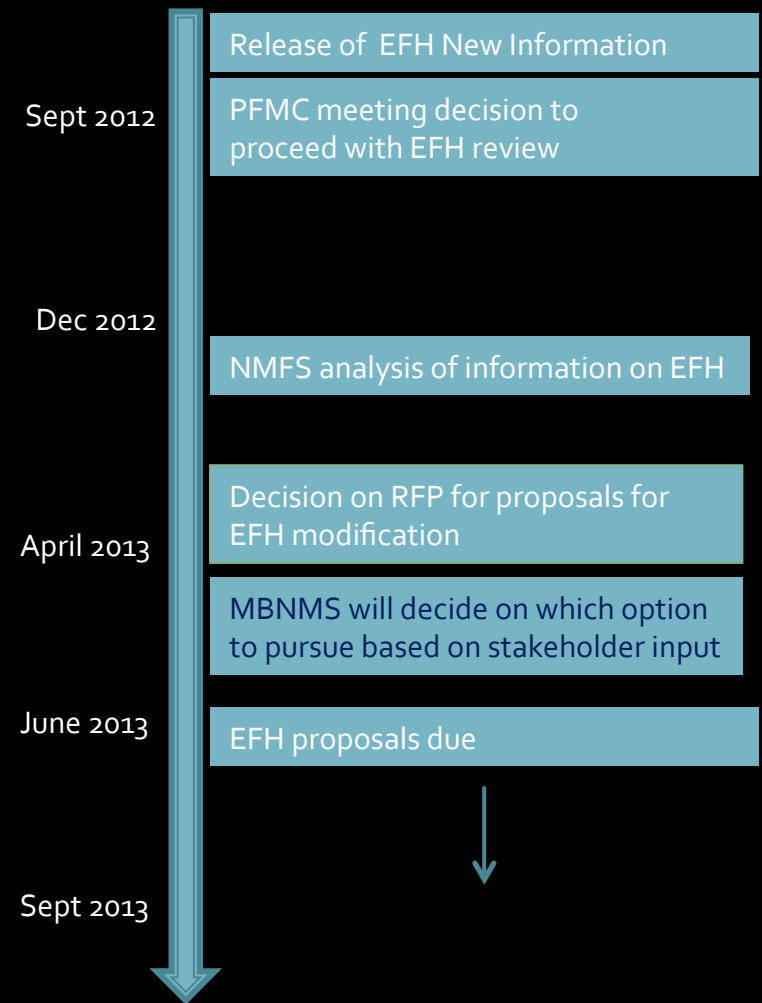 Release of EFH New Information
Sept 2012
PFMC meeting decision to
proceed with EFH review
Dec 2012
NMFS analysis of information on EFH
Decision on RFP for proposals for
EFH modification
April 2013
MBNMS will decide on which option
to pursue based on stakeholder input
June 2013
EFH proposals due
Sept 2013